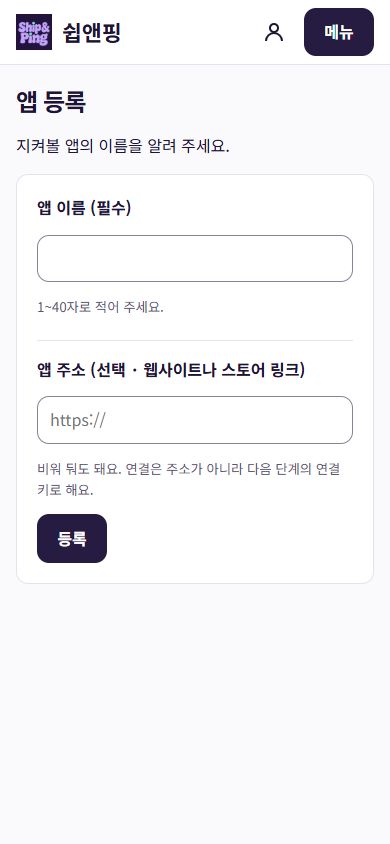 Ship&
Ping
쉽앤핑
메뉴
앱 등록
지켜볼 앱의 이름을 알려 주세요.
앱 이름 (필수)
1~40자로 적어 주세요.
앱 주소 (선택 · 웹사이트나 스토어 링크)
https://
비워 둬도 돼요. 연결은 주소가 아니라 다음 단계의 연결
키로 해요.
등록